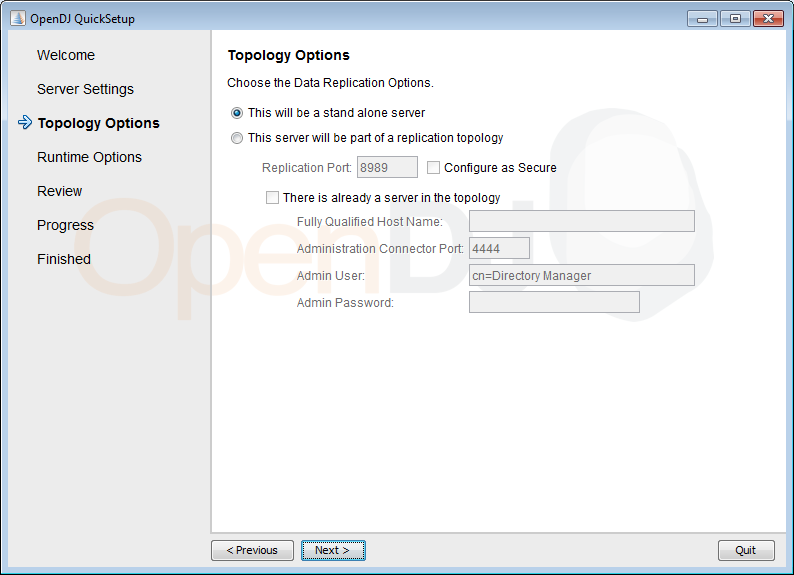 OpenDJ QuickSetup
Welcome
Server Settings
Topology Options
Runtime Options
Review
Progress
Finished
Topology Options
Choose the Data Replication Options.
This will be a stand alone server
This server will be part of a replication topology
Replication Port: 8989 Configure as Secure
There is already a server in the topology
Fully Qualified Host Name:
Administration Connector Port: 4444
Admin User: cn=Directory Manager
Admin Password:
OpenDJ
< Previous Next > Quit